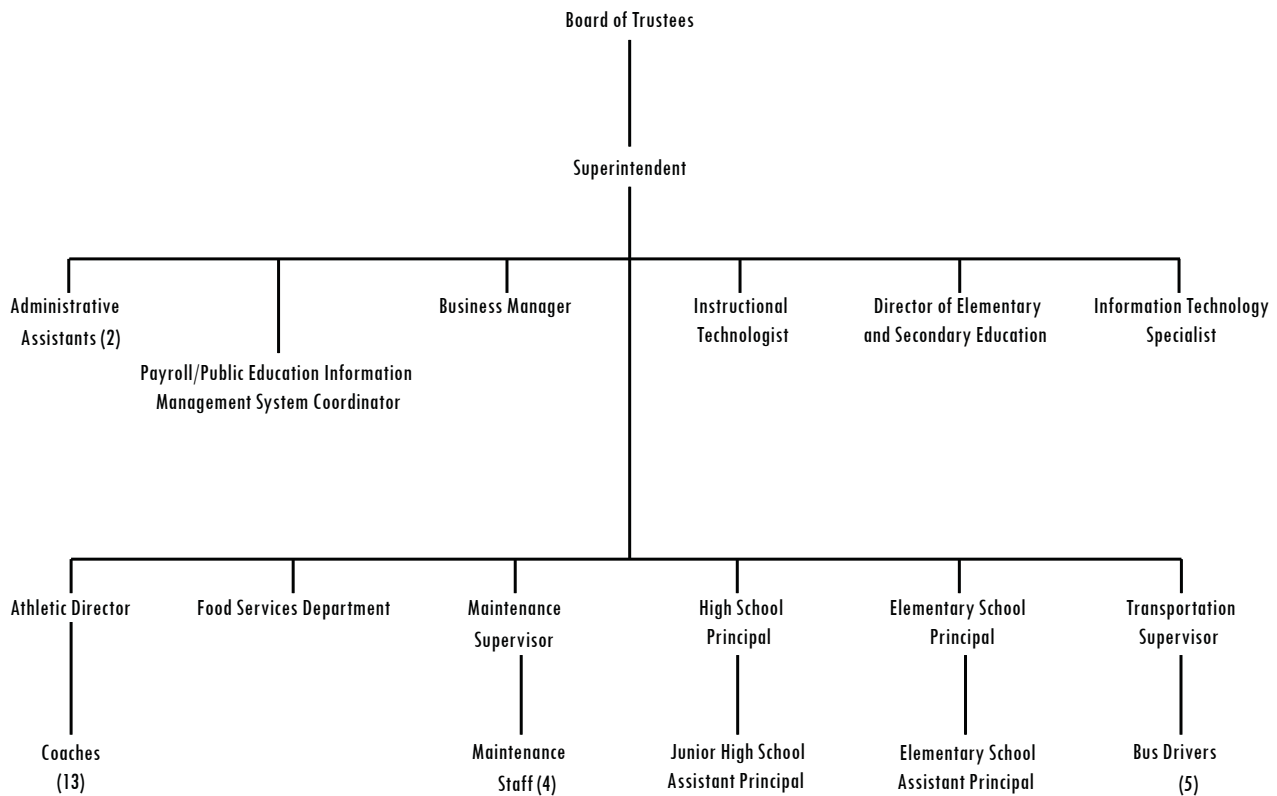 Board of Trustees
Superintendent
Administrative
Assistants (2)
Payroll/Public Education Information
Management System Coordinator
Business Manager
Instructional
Technologist
Director of Elementary
and Secondary Education
Information Technology
Specialist
Athletic Director
Food Services Department
Maintenance
Supervisor
High School
Principal
Elementary School
Principal
Transportation
Supervisor
Coaches
(13)
Maintenance
Staff (4)
Junior High School
Assistant Principal
Elementary School
Assistant Principal
Bus Drivers
(5)